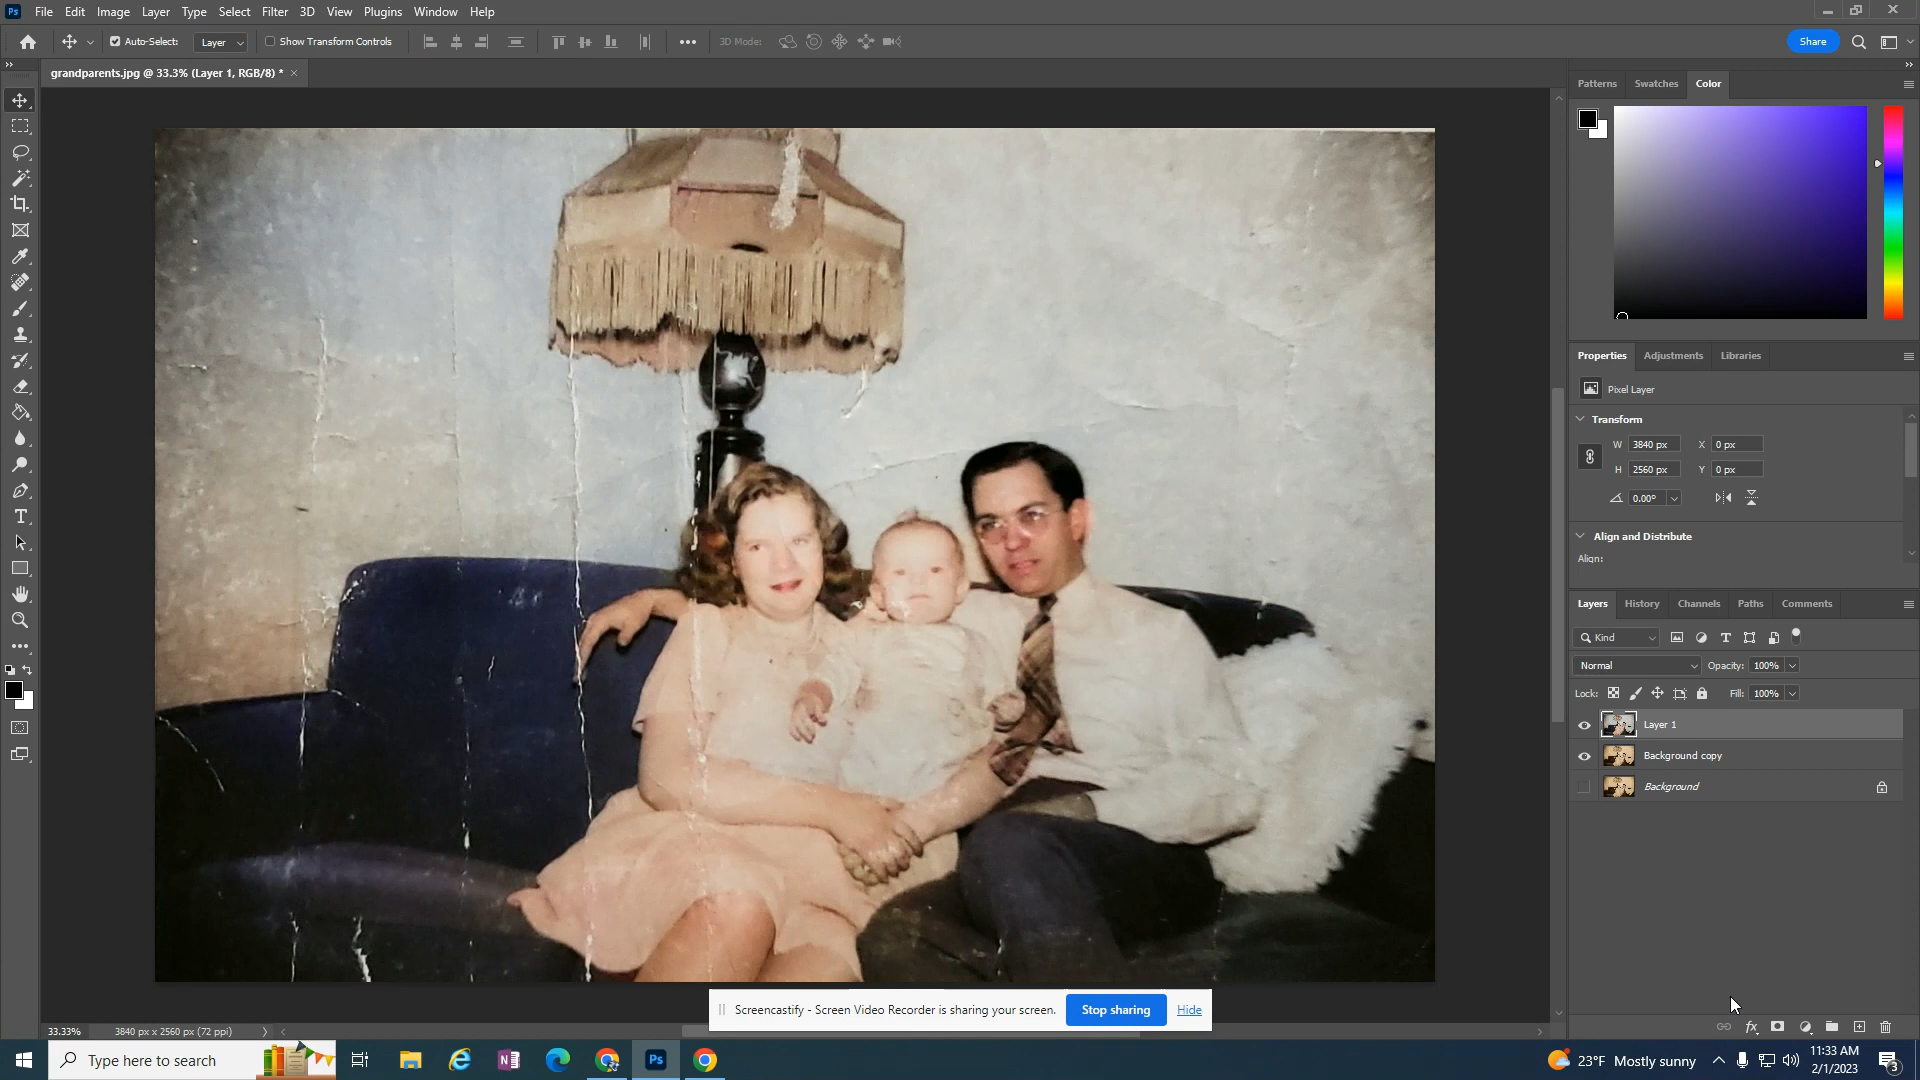 Ps File Edit Image Layer Type Select Filter 3D View Plugins Window Help
Auto-Select: Layer Show Transform Controls 3D Mode: Share
grandparents.jpg @ 33.3% (Layer 1, RGB/8) *
Patterns Swatches Color
Properties Adjustments Libraries
Pixel Layer
Transform
W 3840 px X 0 px
H 2560 px Y 0 px
0.00°
Align and Distribute
Align:
Layers History Channels Paths Comments
Kind
Normal Opacity: 100%
Lock: Fill: 100%
Layer 1
Background copy
Background
Screencastify - Screen Video Recorder is sharing your screen. Stop sharing Hide
33.33% 3840 px x 2560 px (72 ppi)
Type here to search
Ps
23°F Mostly sunny
11:33 AM
2/1/2023
3